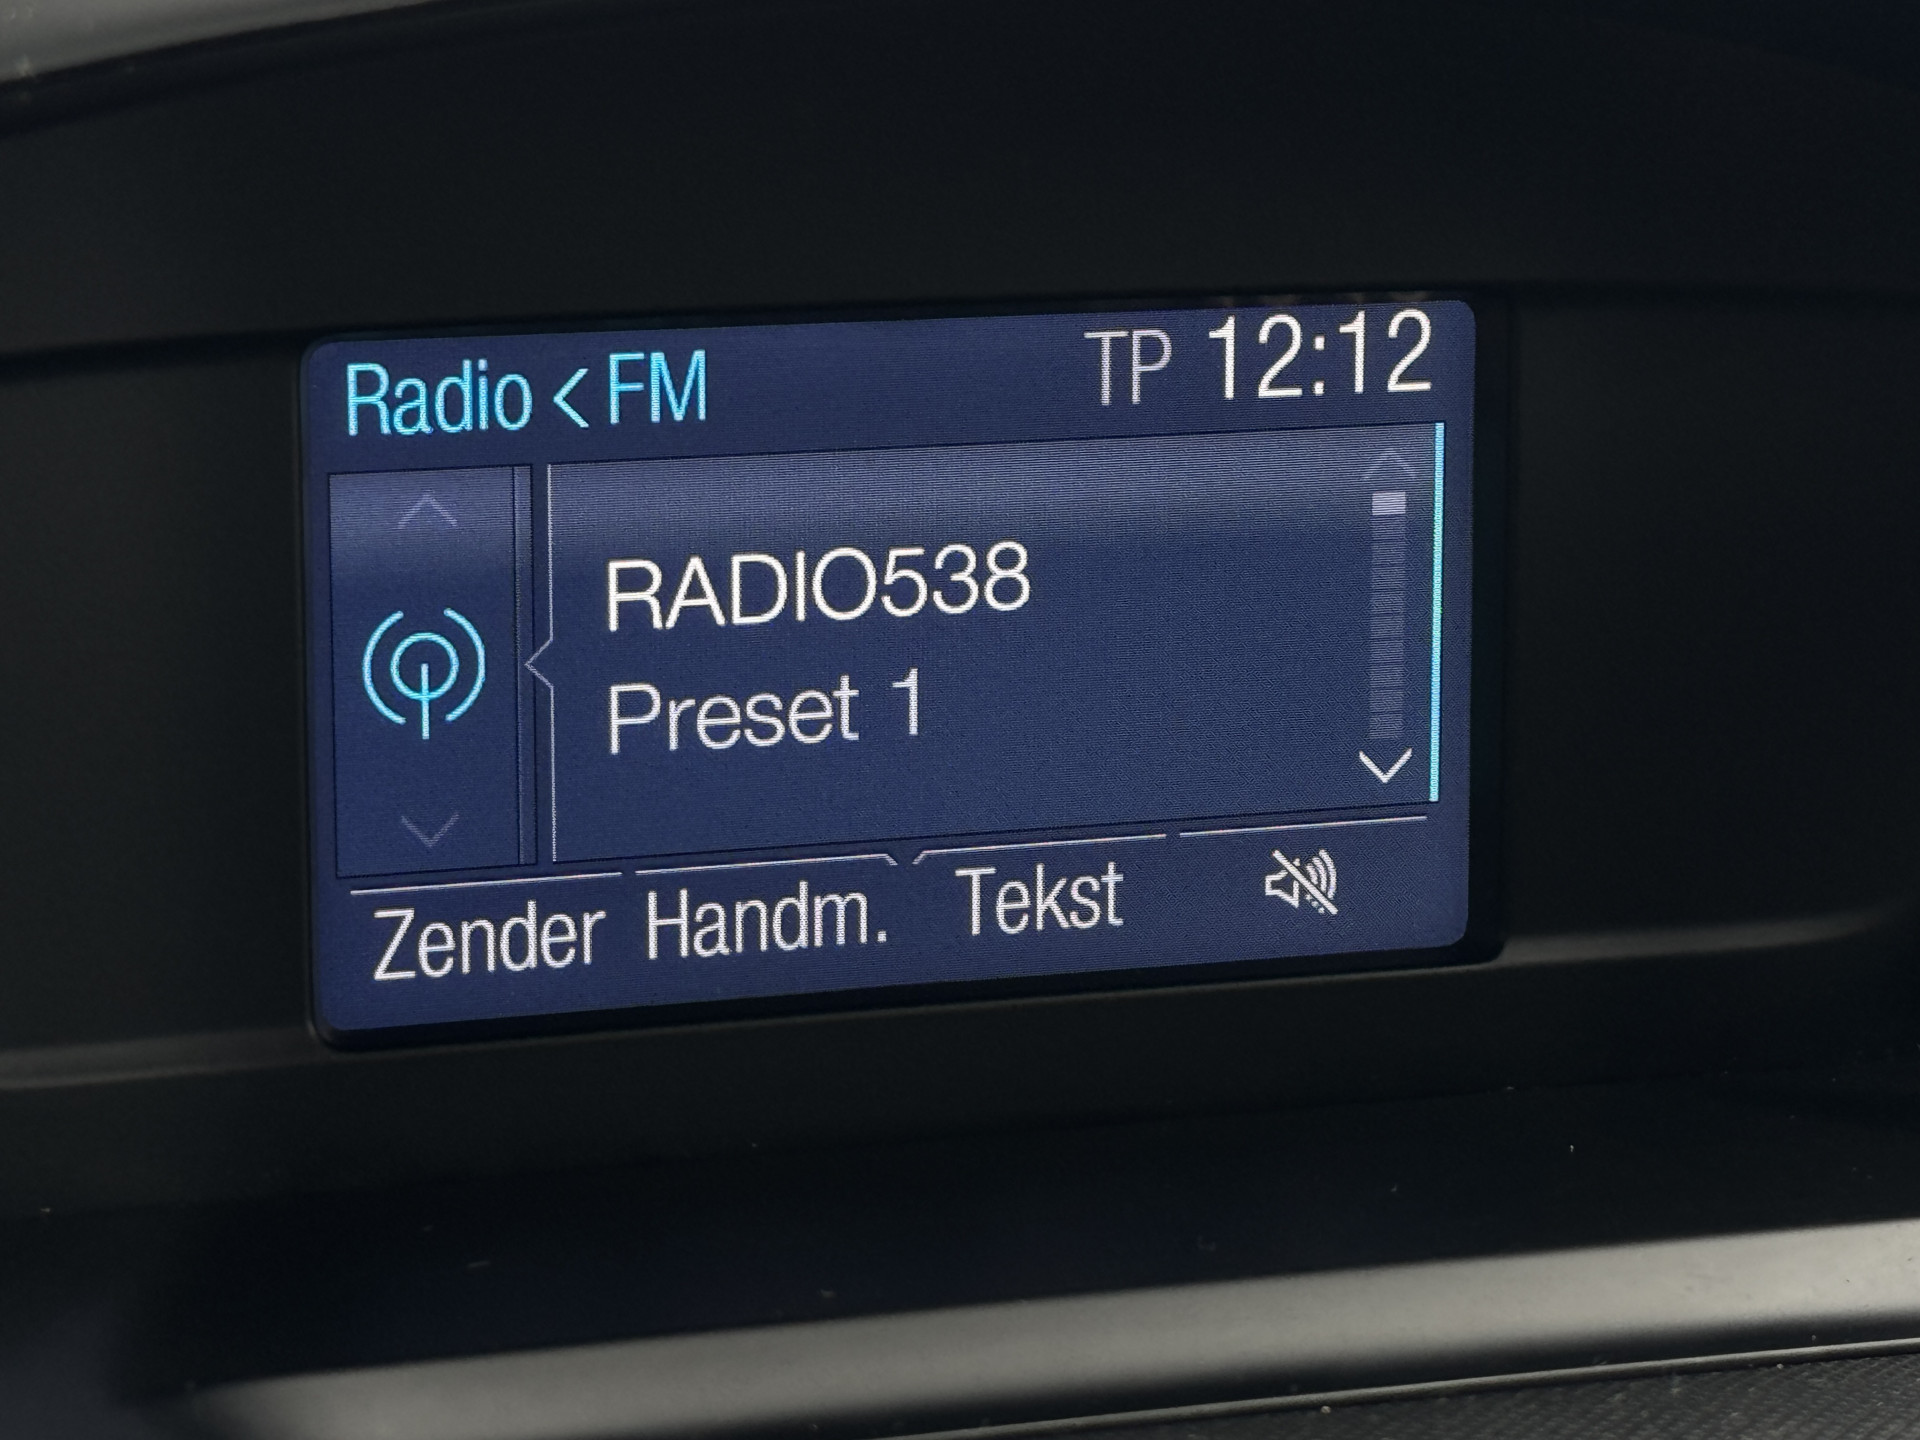 Radio < FM TP 12:12
RADIO538
Preset 1
Zender Handm. Tekst